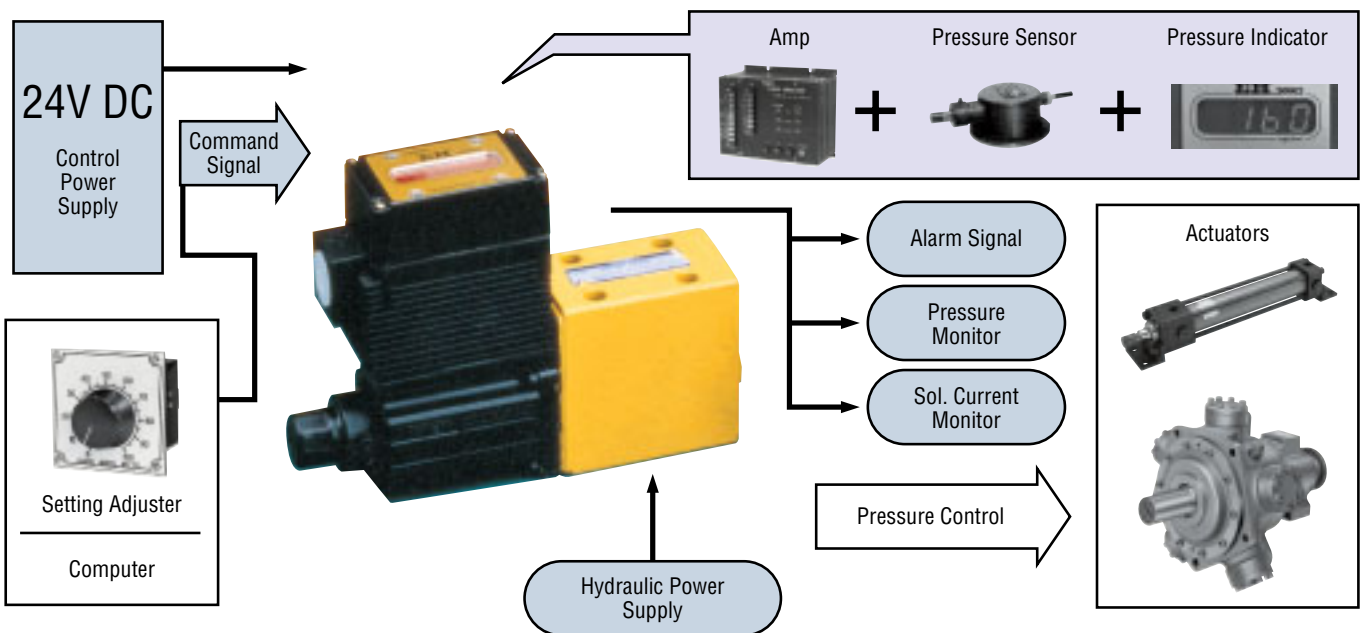 24V DC
Control
Power
Supply
Command
Signal
Amp
Pressure Sensor
Pressure Indicator
160
Alarm Signal
Pressure
Monitor
Sol. Current
Monitor
Actuators
Setting Adjuster
Computer
Pressure Control
Hydraulic Power
Supply